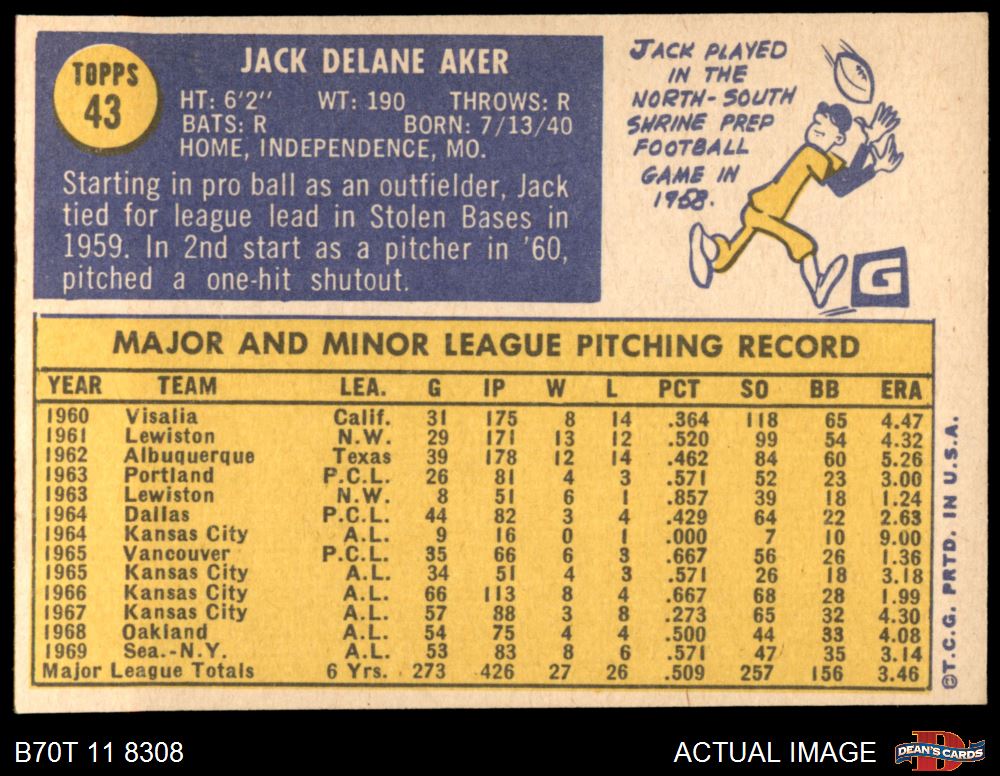 TOPPS
43
JACK DELANE AKER
HT: 6'2" WT: 190 THROWS: R
BATS: R BORN: 7/13/40
HOME, INDEPENDENCE, MO.
Starting in pro ball as an outfielder, Jack
tied for league lead in Stolen Bases in
1959. In 2nd start as a pitcher in '60,
pitched a one-hit shutout.
JACK PLAYED
IN THE
NORTH-SOUTH
SHRINE PREP
FOOTBALL
GAME IN
1958.
G
MAJOR AND MINOR LEAGUE PITCHING RECORD
YEAR TEAM LEA. G IP W L PCT SO BB ERA
1960 Visalia Calif. 31 175 8 14 .364 118 65 4.47
1961 Lewiston N.W. 29 171 13 12 .520 99 54 4.32
1962 Albuquerque Texas 39 178 12 14 .462 84 60 5.26
1963 Portland P.C.L. 26 81 4 3 .571 52 23 3.00
1963 Lewiston N.W. 8 51 6 1 .857 39 18 1.24
1964 Dallas P.C.L. 44 82 3 4 .429 64 22 2.63
1964 Kansas City A.L. 9 16 0 1 .000 7 10 9.00
1965 Vancouver P.C.L. 35 66 6 3 .667 56 26 1.36
1965 Kansas City A.L. 34 51 4 3 .571 26 18 3.18
1966 Kansas City A.L. 66 113 8 4 .667 68 28 1.99
1967 Kansas City A.L. 57 88 3 8 .273 65 32 4.30
1968 Oakland A.L. 54 75 4 4 .500 44 33 4.08
1969 Sea.-N.Y. A.L. 53 83 8 6 .571 47 35 3.14
Major League Totals 6 Yrs. 273 426 27 26 .509 257 156 3.46
©T.C.G. PRTD. IN U.S.A.
B70T 11 8308
ACTUAL IMAGE
D
DEAN'S CARDS